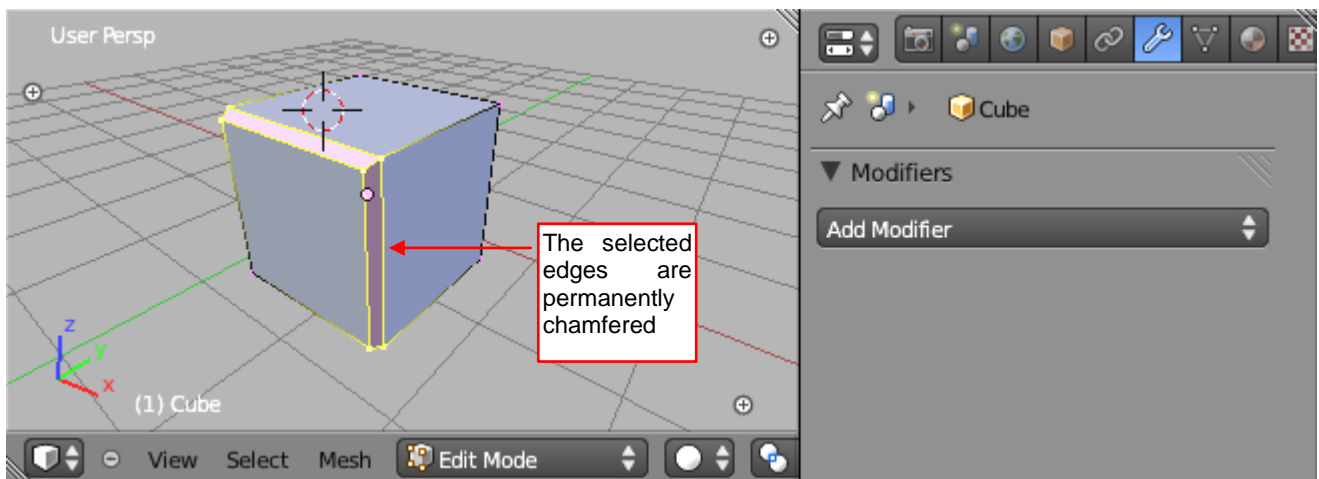 User Persp
Cube
Modifiers
Add Modifier
The selected
edges are
permanently
chamfered
z
y
x
(1) Cube
View Select Mesh Edit Mode